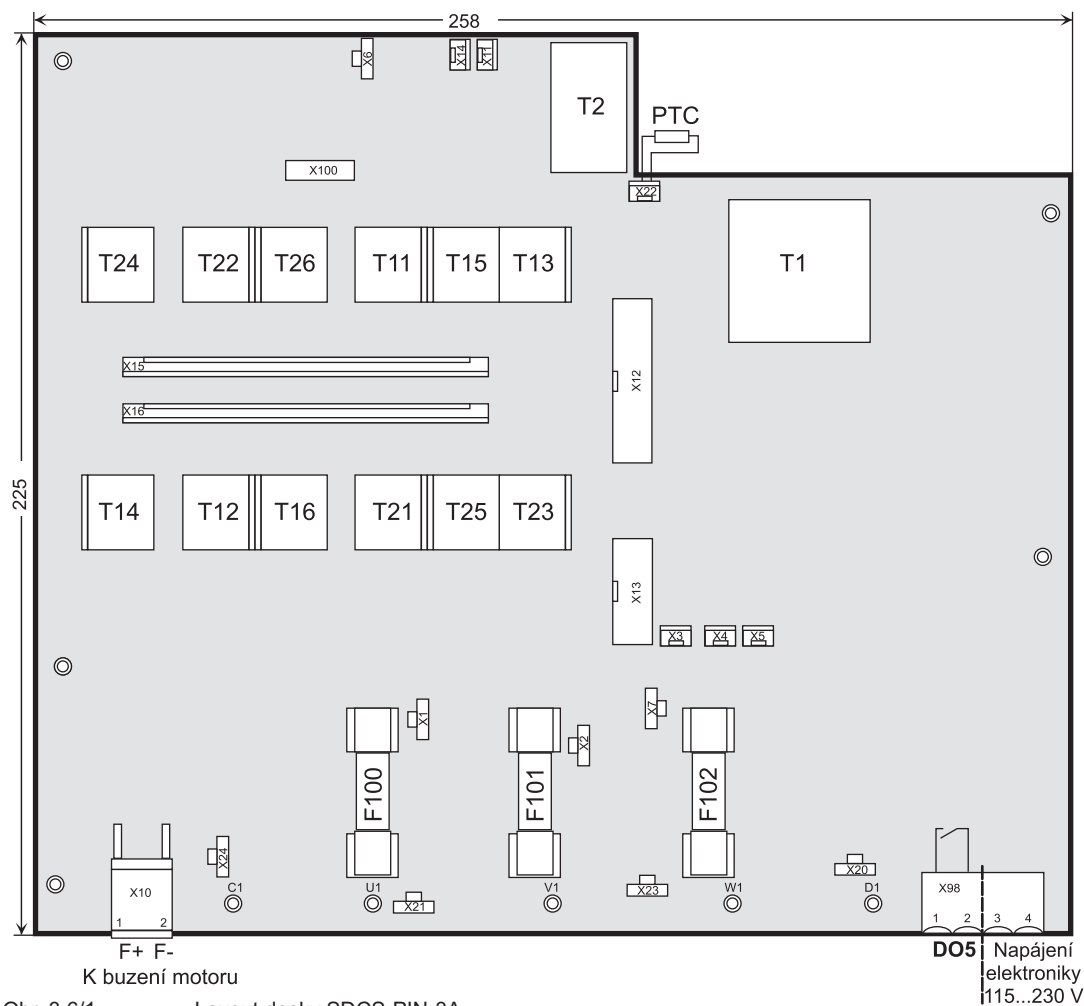 258
X6
X14
X11
T2
PTC
X100
X22
T24
T22
T26
T11
T15
T13
T1
X15
X12
X16
225
T14
T12
T16
T21
T25
T23
X13
X3
X4
X5
X7
X1
X2
F100
F101
F102
X24
X20
X10
C1
U1
V1
W1
D1
X98
X21
X23
1 2
1 2 3 4
F+ F-
DO5
Napájení
K buzení motoru
elektroniky
115...230 V